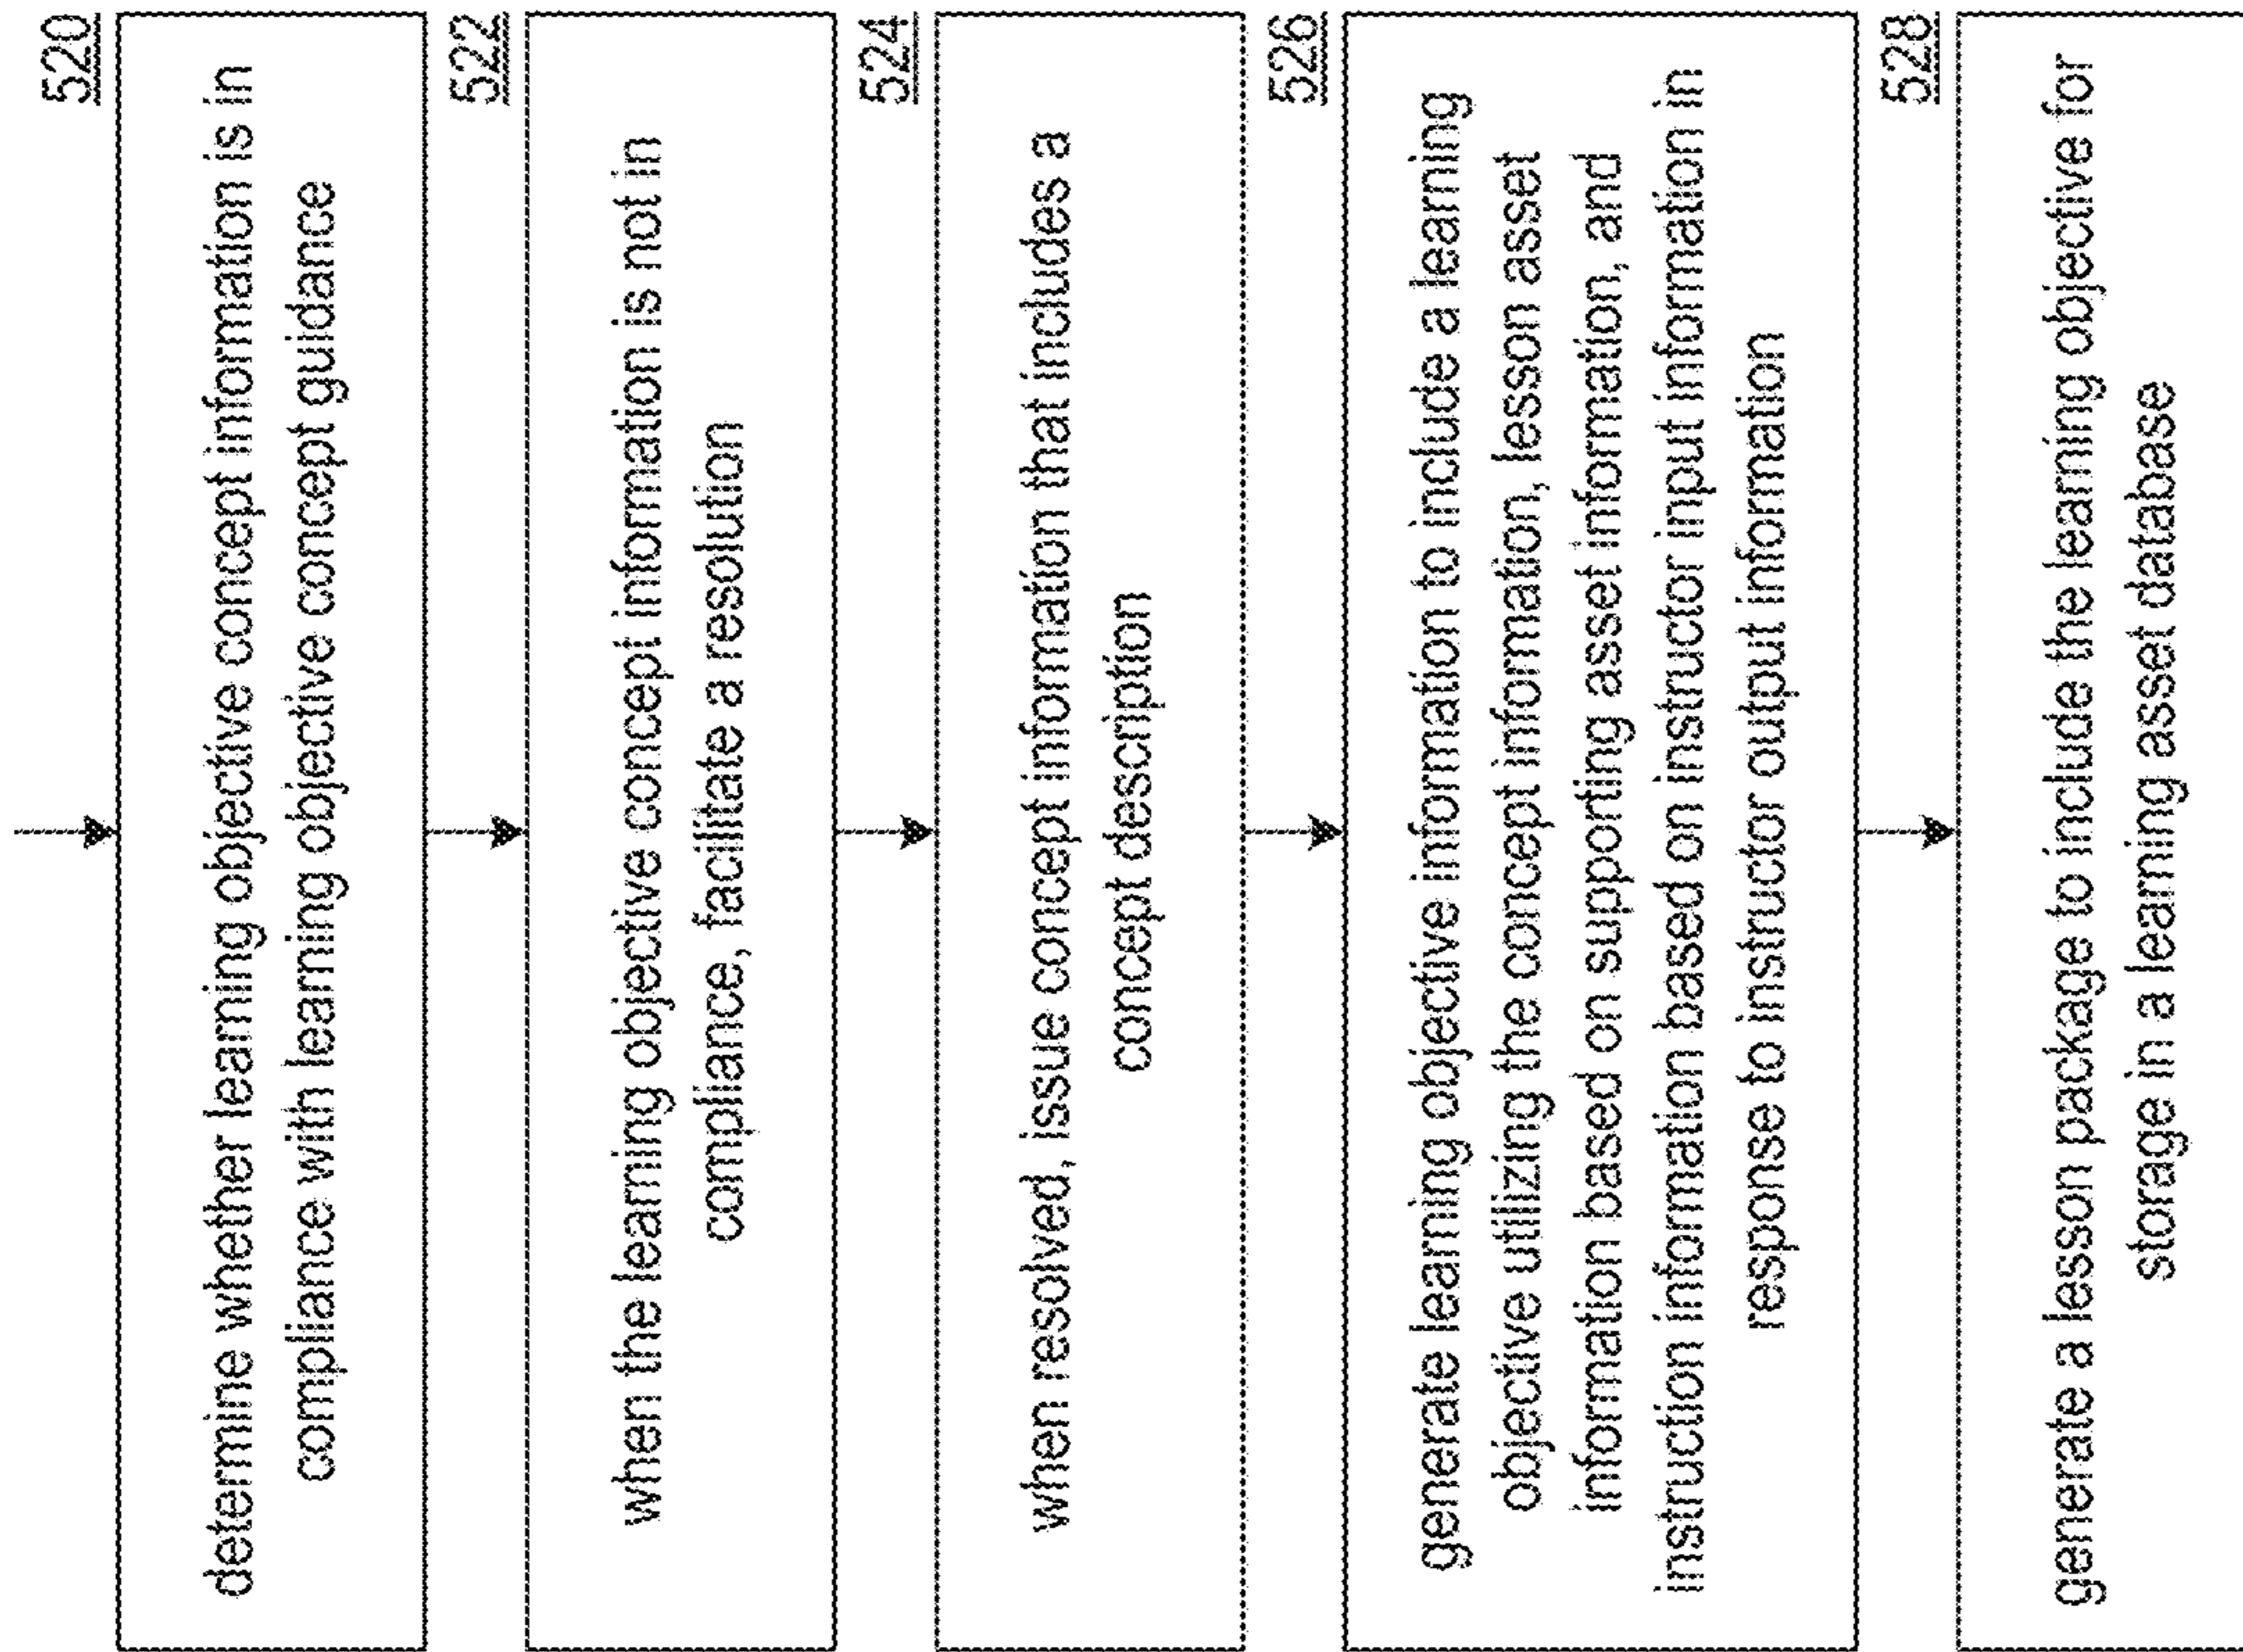 520
determine whether learning objective concept information is in
compliance with learning objective concept guidance
522
when the learning objective concept information is not in
compliance, facilitate a resolution
524
when resolved, issue concept information that includes a
concept description
526
generate learning objective information to include a learning
objective utilizing the concept information, lesson asset
information based on supporting asset information, and
instruction information based on instructor input information in
response to instructor output information
528
generate a lesson package to include the learning objective for
storage in a learning asset database